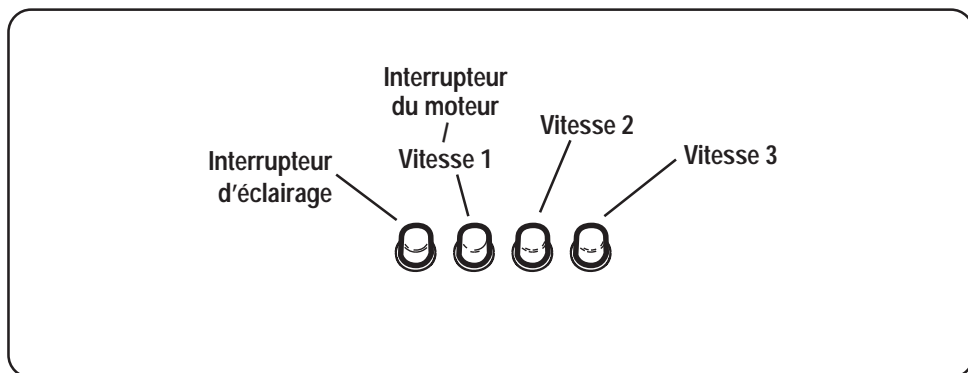 Interrupteur
du moteur
Vitesse 1
Vitesse 2
Vitesse 3
Interrupteur
d'éclairage